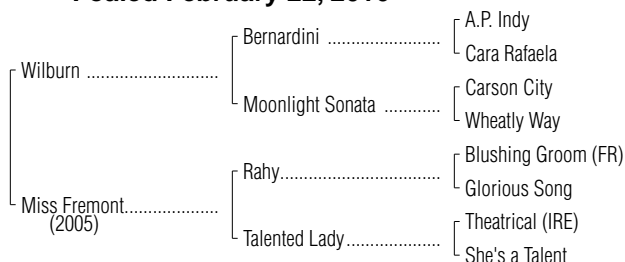 Foaled February 22,
A.P. Indy
Bernardini ........................
Cara Rafaela
Wilburn ............................
Carson City
Moonlight Sonata ............
Wheatly Way
Blushing Groom (FR)
Rahy..................................
Glorious Song
Miss Fremont....................
(2005)
Theatrical (IRE)
Talented Lady....................
She's a Talent